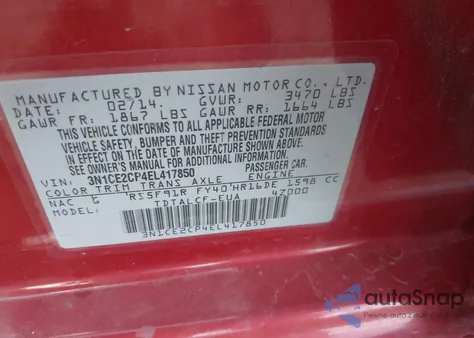 MANUFACTURED BY NISSAN MOTOR CO., LTD.
DATE: 02/14. GVWR: 3470 LBS
GAWR FR: 1867 LBS GAWR RR: 1664 LBS
THIS VEHICLE CONFORMS TO ALL APPLICABLE FEDERAL MOTOR
VEHICLE SAFETY, BUMPER, AND THEFT PREVENTION STANDARDS
IN EFFECT ON THE DATE OF MANUFACTURE SHOWN ABOVE.
OWNER'S MANUAL FOR ADDITIONAL INFORMATION.
VIN: 3N1CE2CP4EL417850 PASSENGER CAR
COLOR TRIM TRANS AXLE ENGINE
NAC G RE5F91R FY40 HR16DE 1598 CC
MODEL: TDTALCF-EUA 4Z000
3N1CE2CP4EL417850
autoSnap